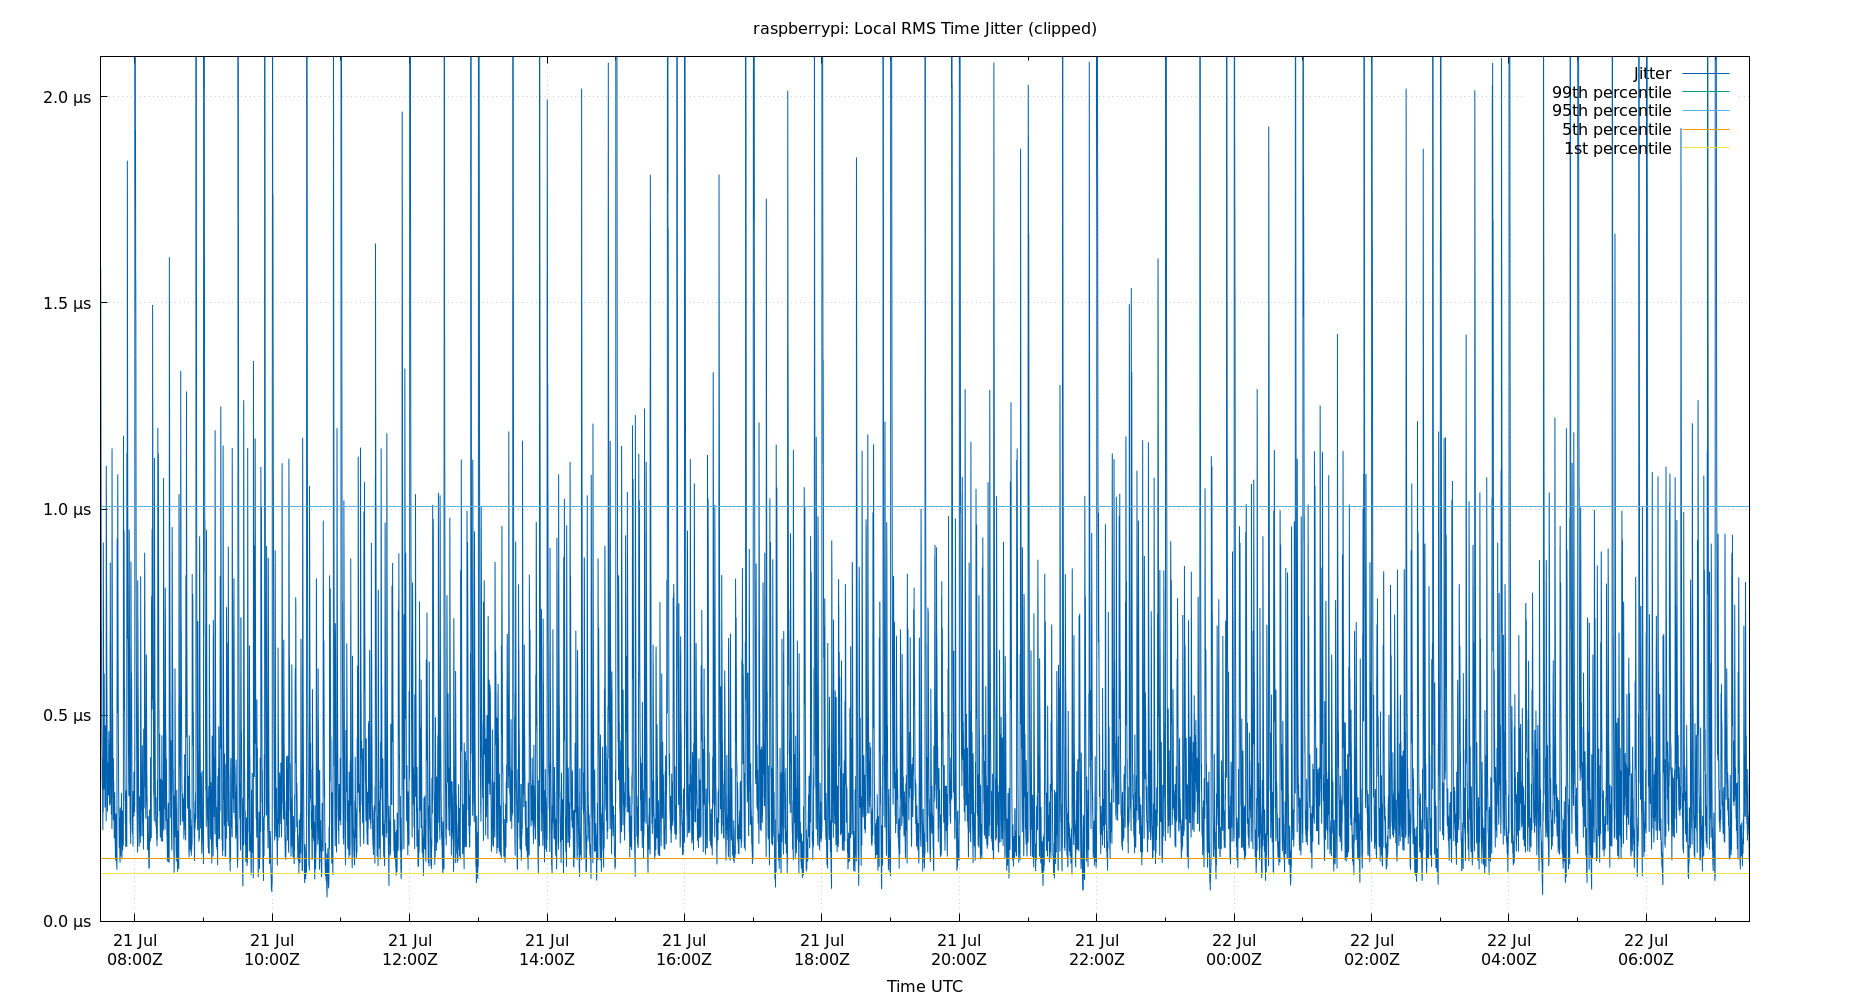 raspberrypi: Local RMS Time Jitter (clipped)
Jitter
99th percentile
95th percentile
5th percentile
1st percentile
2.0 µs
1.5 µs
1.0 µs
0.5 µs
0.0 µs
21 Jul 21 Jul 21 Jul 21 Jul 21 Jul 21 Jul 21 Jul 21 Jul 22 Jul 22 Jul 22 Jul 22 Jul
08:00Z 10:00Z 12:00Z 14:00Z 16:00Z 18:00Z 20:00Z 22:00Z 00:00Z 02:00Z 04:00Z 06:00Z
Time UTC